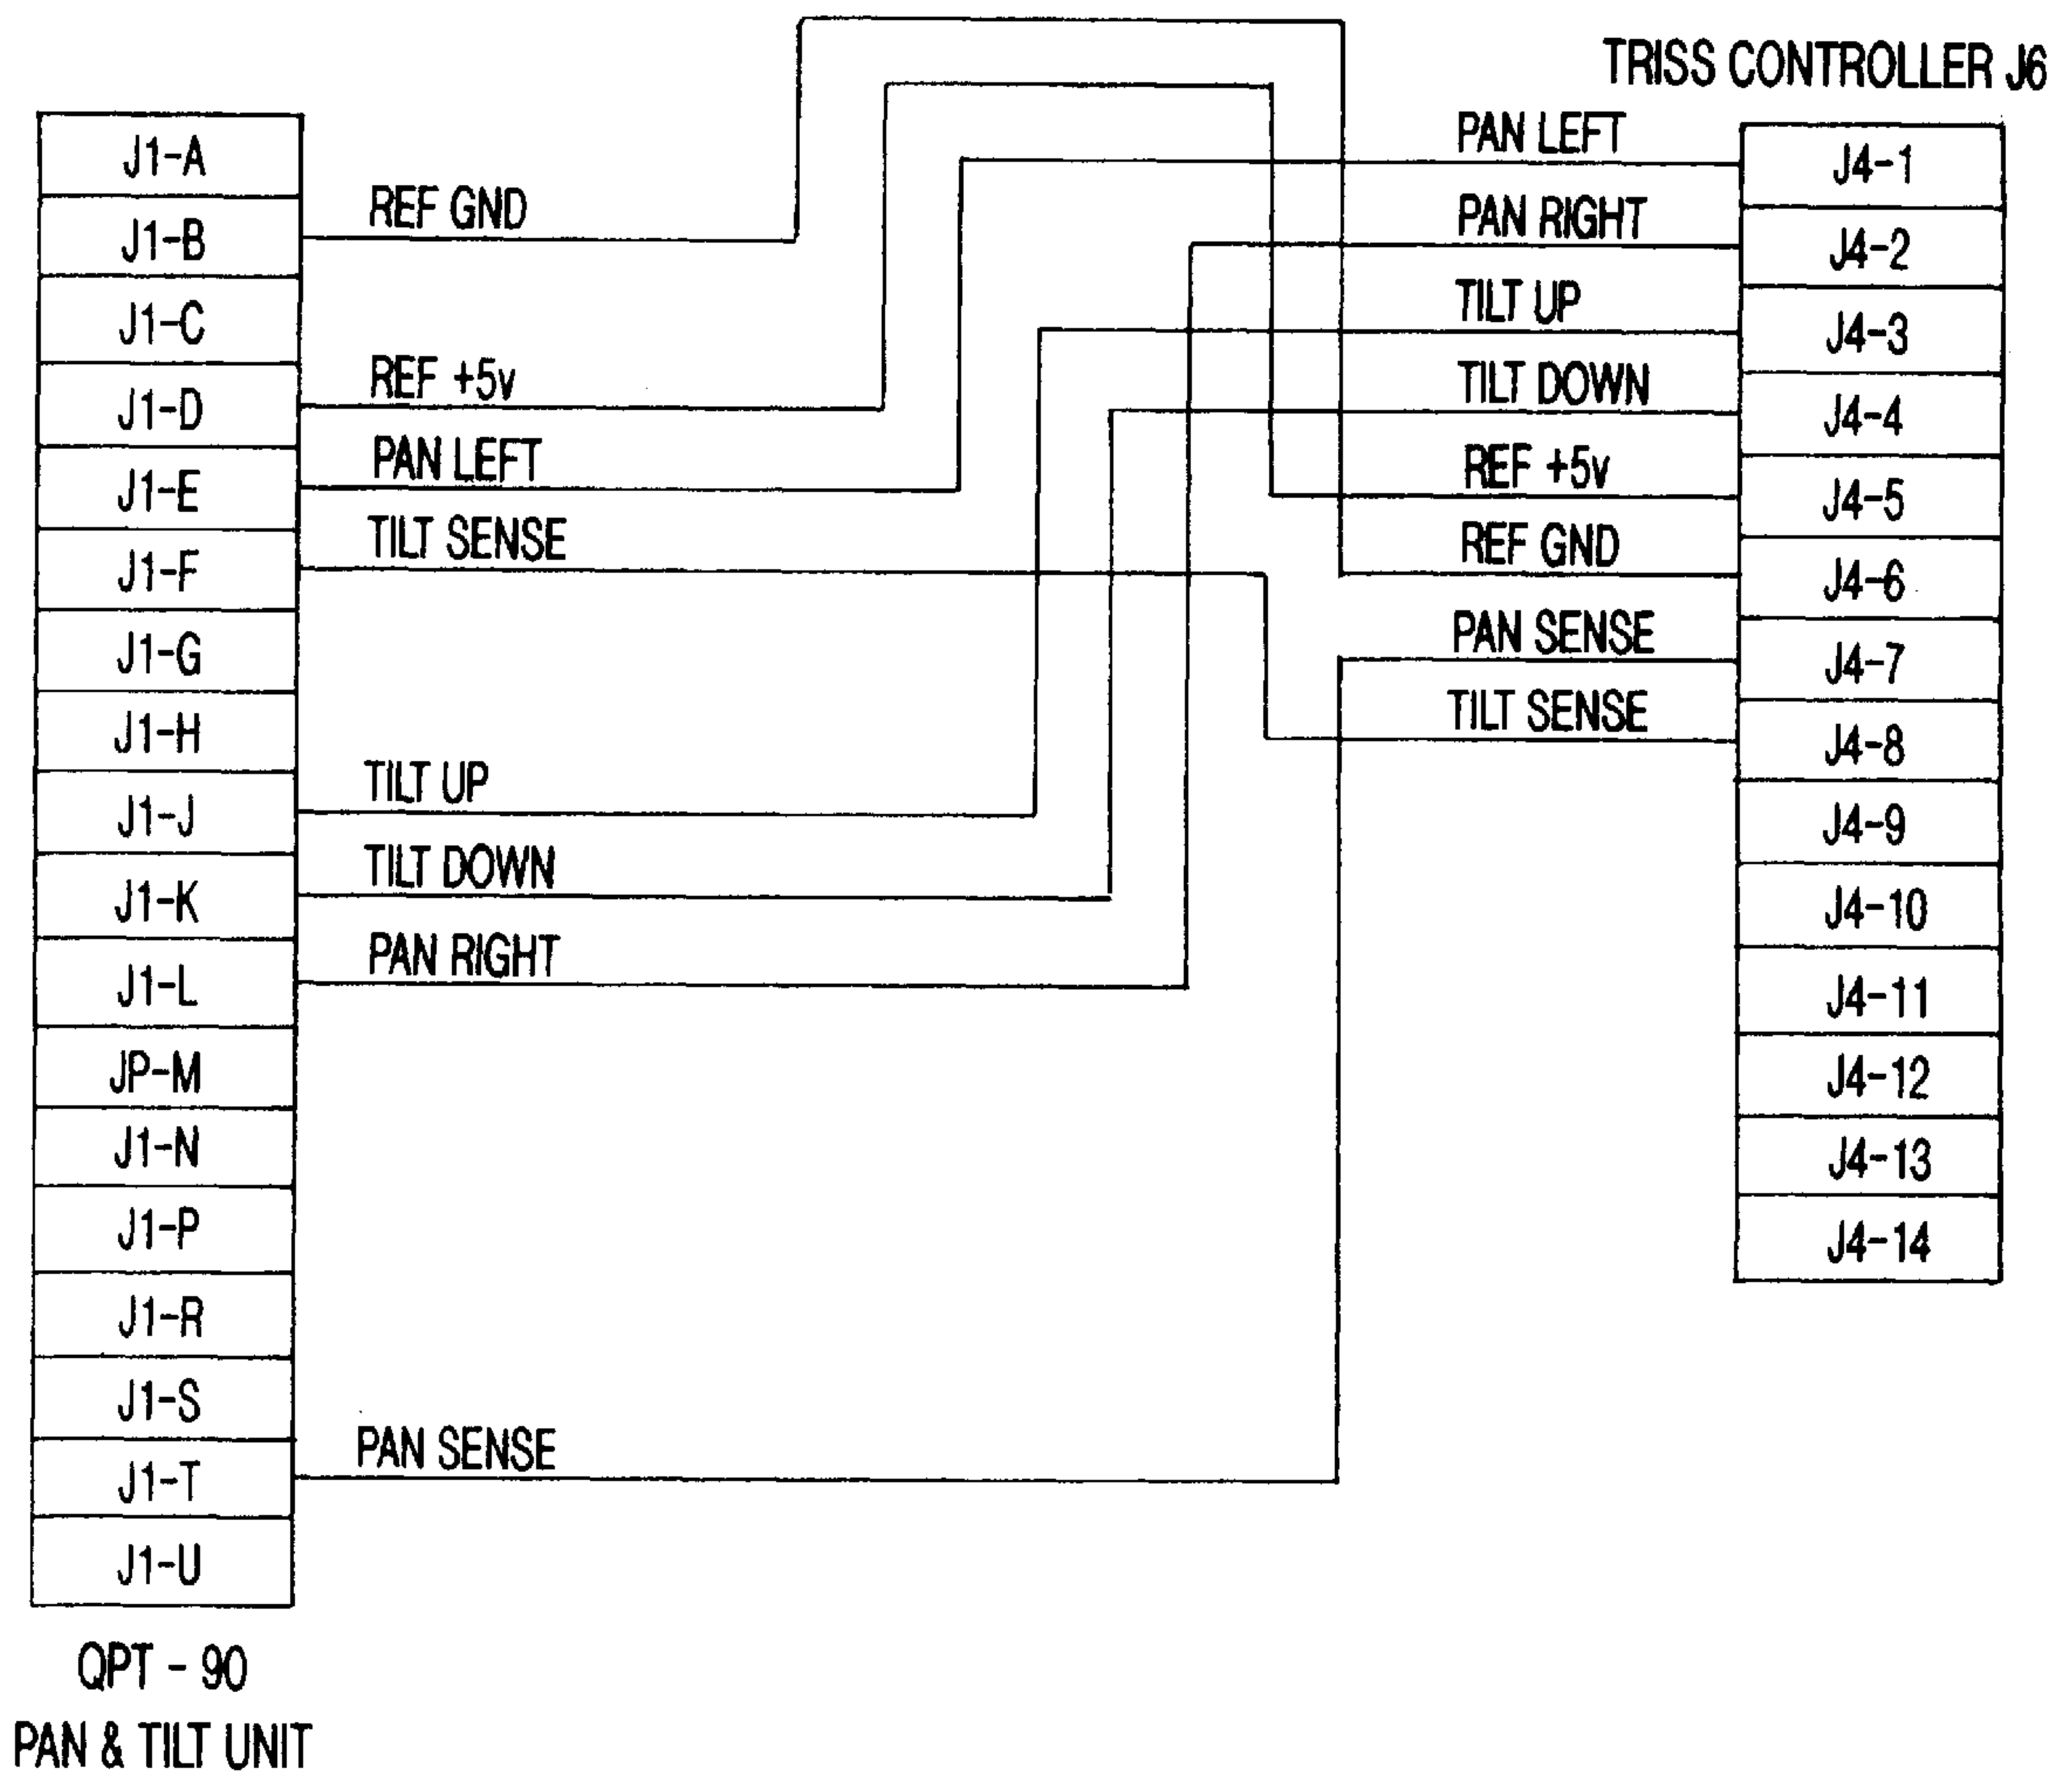 TRISS CONTROLLER J6
J1-A
J1-B
J1-C
J1-D
J1-E
J1-F
J1-G
J1-H
J1-J
J1-K
J1-L
JP-M
J1-N
J1-P
J1-R
J1-S
J1-T
J1-U
REF GND
REF +5v
PAN LEFT
TILT SENSE
TILT UP
TILT DOWN
PAN RIGHT
PAN SENSE
PAN LEFT
PAN RIGHT
TILT UP
TILT DOWN
REF +5v
REF GND
PAN SENSE
TILT SENSE
J4-1
J4-2
J4-3
J4-4
J4-5
J4-6
J4-7
J4-8
J4-9
J4-10
J4-11
J4-12
J4-13
J4-14
QPT - 90
PAN & TILT UNIT